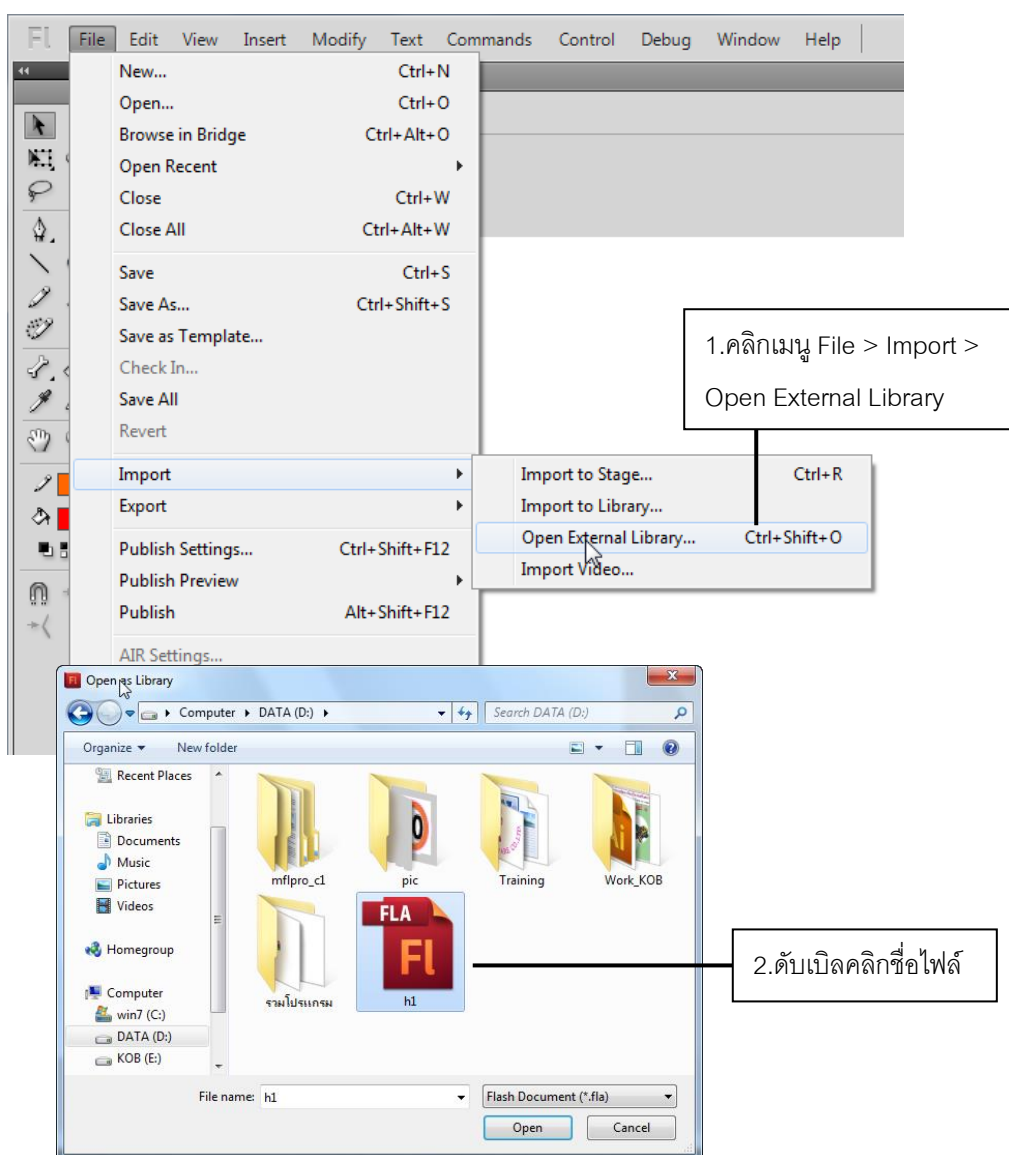 Fl File Edit View Insert Modify Text Commands Control Debug Window Help
New... Ctrl+N
Open... Ctrl+O
Browse in Bridge Ctrl+Alt+O
Open Recent
Close Ctrl+W
Close All Ctrl+Alt+W
Save Ctrl+S
Save As... Ctrl+Shift+S
Save as Template...
Check In...
Save All
Revert
Import
Export
Publish Settings... Ctrl+Shift+F12
Publish Preview
Publish Alt+Shift+F12
AIR Settings...
1.คลิกเมนู File > Import >
Open External Library
Import to Stage... Ctrl+R
Import to Library...
Open External Library... Ctrl+Shift+O
Import Video...
Open as Library
Computer DATA (D:)
Search DATA (D:)
Organize New folder
Recent Places
Libraries
Documents
Music
Pictures
Videos
Homegroup
Computer
win7 (C:)
DATA (D:)
KOB (E:)
mflpro_c1
pic
Training
Work_KOB
Ai
รวมโปรแกรม
FLA
Fl
h1
2.ดับเบิลคลิกชื่อไฟล์
File name: h1
Flash Document (*.fla)
Open Cancel